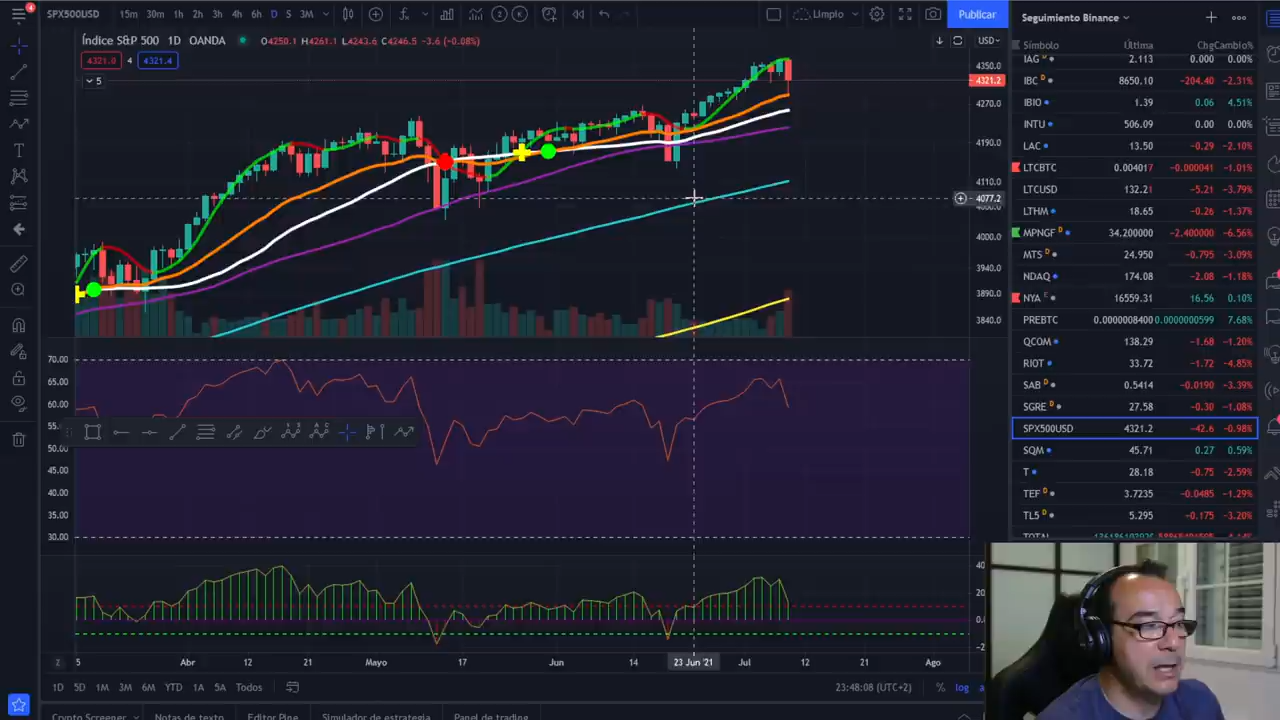 4
SPX500USD 15m 30m 1h 2h 3h 4h 6h D S 3M Limpio Publicar
Índice S&P 500 1D OANDA O4250.1 H4261.1 L4243.6 C4246.5 -3.6 (-0.08%) USD
4321.0 4 4321.4
5
4350.0
4321.2
4270.0
4190.0
4110.0
4077.2
4000.0
3940.0
3890.0
3840.0
70.00
65.00
60.00
50.00
45.00
40.00
35.00
30.00
5 Abr 12 21 Mayo 17 Jun 14 23 Jun '21 Jul 12 21 Ago
1D 5D 1M 3M 6M YTD 1A 5A Todos 23:48:08 (UTC+2) % log
Crypto Screener Notas de texto Editor Pine Simulador de estrategia Panel de trading
Seguimiento Binance
Símbolo Última Chg Cambio%
IAG 2.113 0.000 0.00%
IBC 8650.10 -204.40 -2.31%
IBIO 1.39 0.06 4.51%
INTU 506.09 0.00 0.00%
LAC 13.50 -0.29 -2.10%
LTCBTC 0.004017 -0.000041 -1.01%
LTCUSD 132.21 -5.21 -3.79%
LTHM 18.65 -0.26 -1.37%
MPNGF D 34.200000 -2.400000 -6.56%
MTS D 24.950 -0.795 -3.09%
NDAQ 174.08 -2.08 -1.18%
NYA E 16559.31 16.56 0.10%
PREBTC 0.0000008400 0.0000000599 7.68%
QCOM 138.29 -1.68 -1.20%
RIOT 33.72 -1.72 -4.85%
SAB D 0.5414 -0.0190 -3.39%
SGRE D 27.58 -0.30 -1.08%
SPX500USD 4321.2 -42.6 -0.98%
SQM 45.71 0.27 0.59%
T 28.18 -0.75 -2.59%
TEF D 3.7235 -0.0485 -1.29%
TL5 D 5.295 -0.175 -3.20%
TOTAL